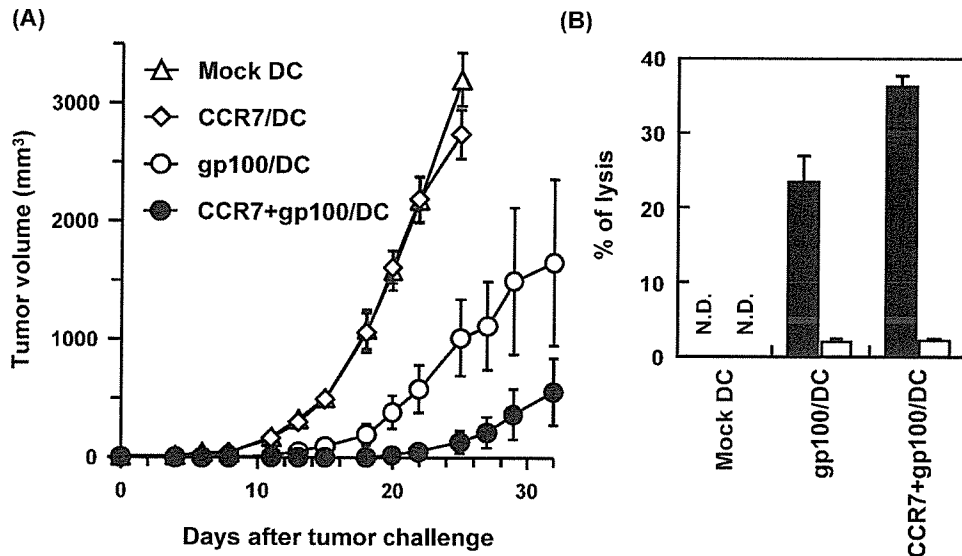 (A)
(B)
Mock DC
CCR7/DC
gp100/DC
CCR7+gp100/DC
Tumor volume (mm³)
3000
2000
1000
0
0
10
20
30
Days after tumor challenge
% of lysis
40
30
20
10
0
N.D.
N.D.
Mock DC
gp100/DC
CCR7+gp100/DC